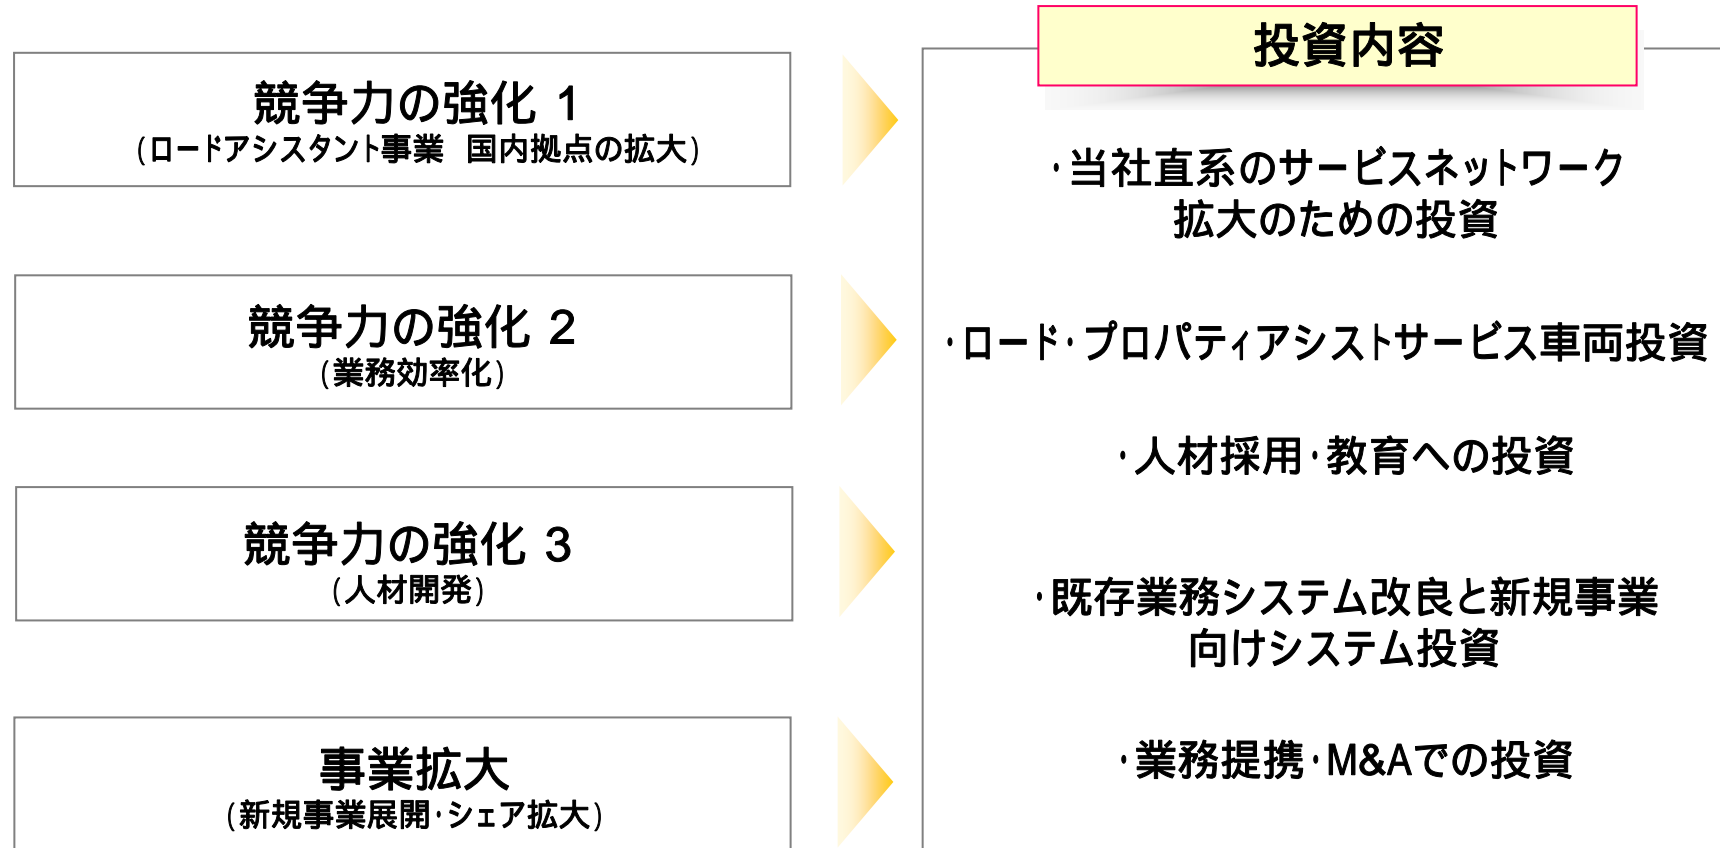 競争力の強化 1
(ロードアシスタント事業　国内拠点の拡大)
競争力の強化 2
(業務効率化)
競争力の強化 3
(人材開発)
事業拡大
(新規事業展開・シェア拡大)
投資内容
・当社直系のサービスネットワーク
拡大のための投資
・ロード・プロパティアシストサービス車両投資
・人材採用・教育への投資
・既存業務システム改良と新規事業
向けシステム投資
・業務提携・M&Aでの投資